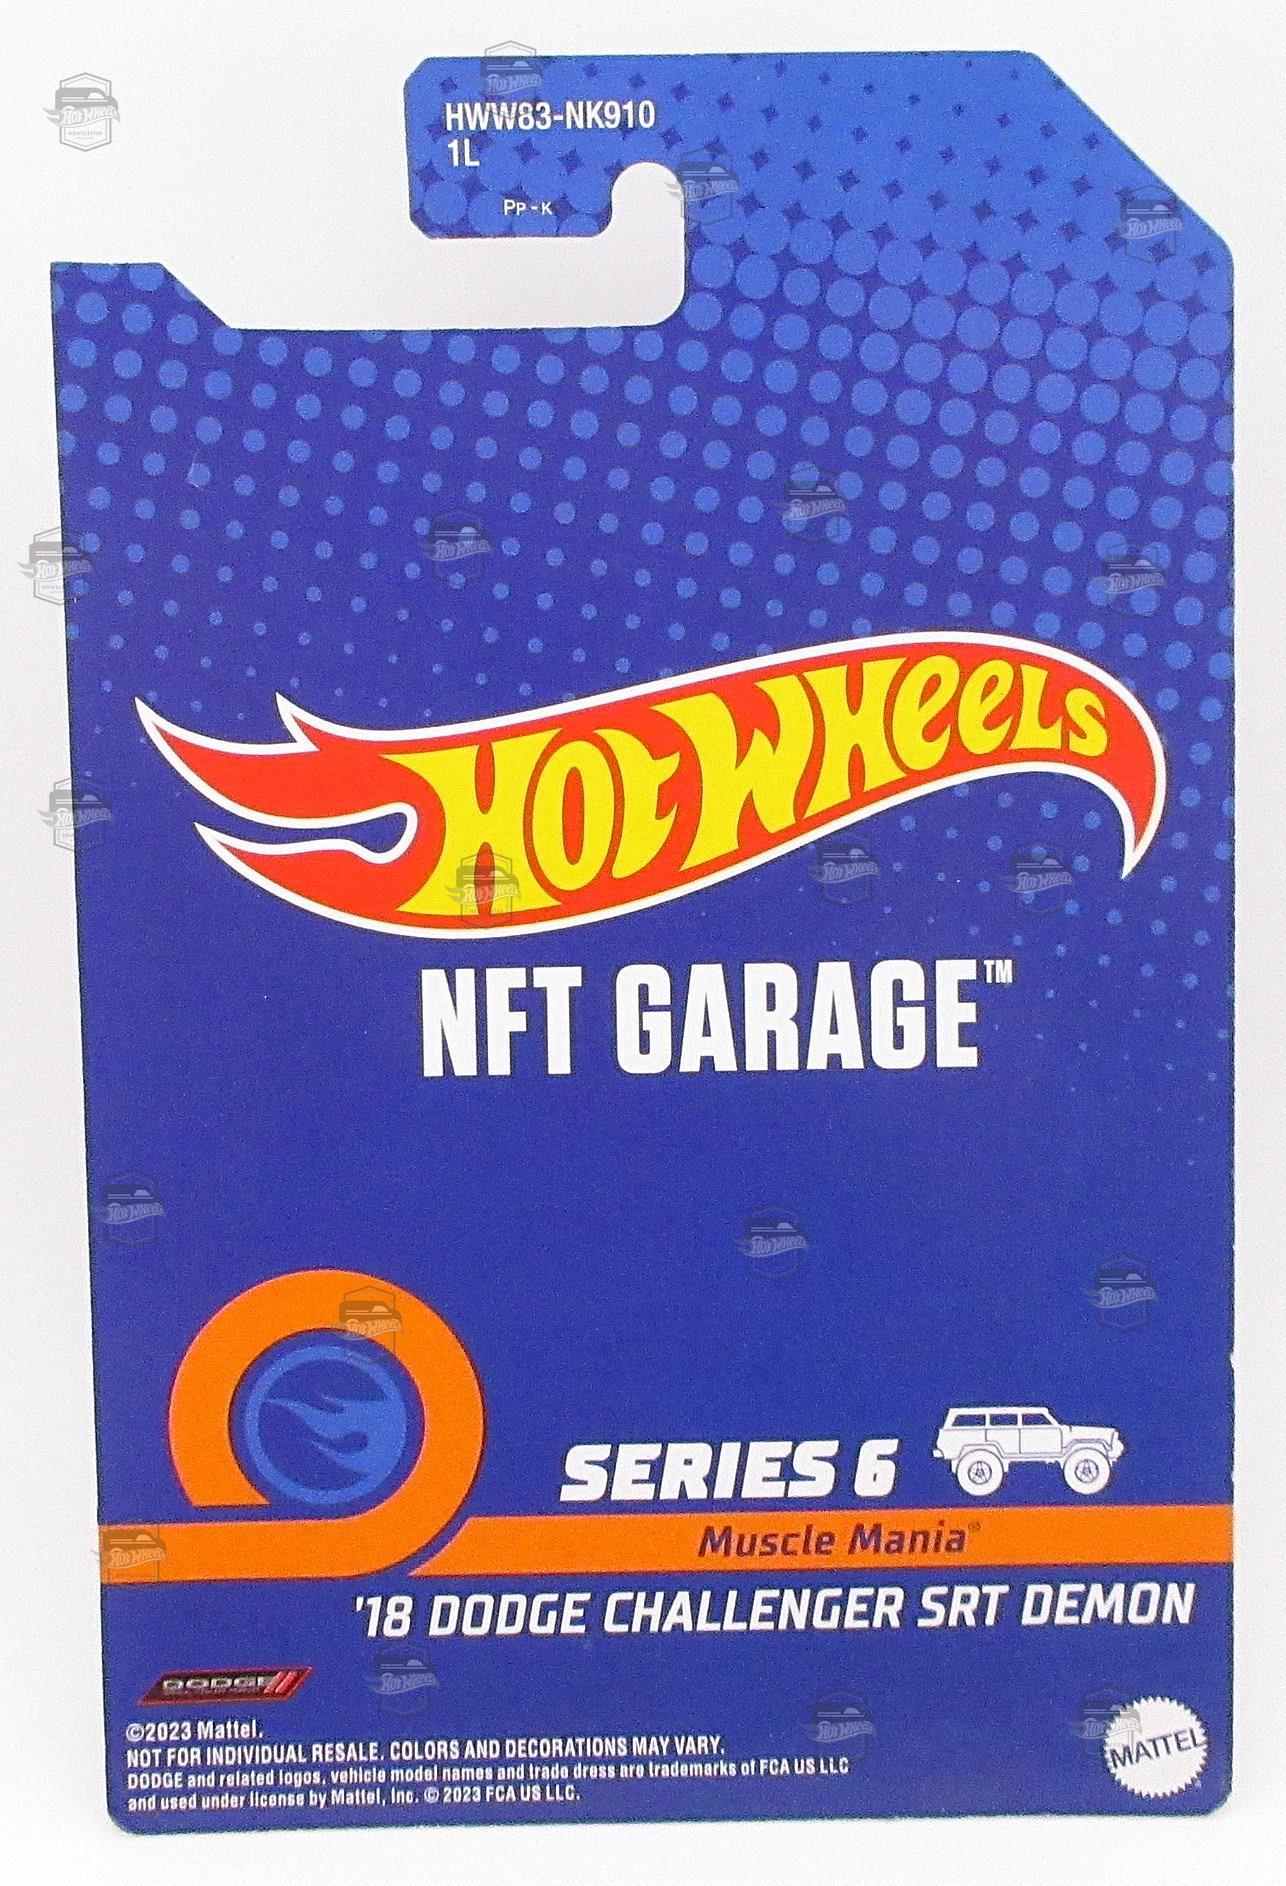 HWW83-NK910
1L
PP-K
HOT WHEELS
NFT GARAGE™
SERIES 6
Muscle Mania®
'18 DODGE CHALLENGER SRT DEMON
DODGE
©2023 Mattel.
NOT FOR INDIVIDUAL RESALE. COLORS AND DECORATIONS MAY VARY.
DODGE and related logos, vehicle model names and trade dress are trademarks of FCA US LLC
and used under license by Mattel, Inc. © 2023 FCA US LLC.
MATTEL